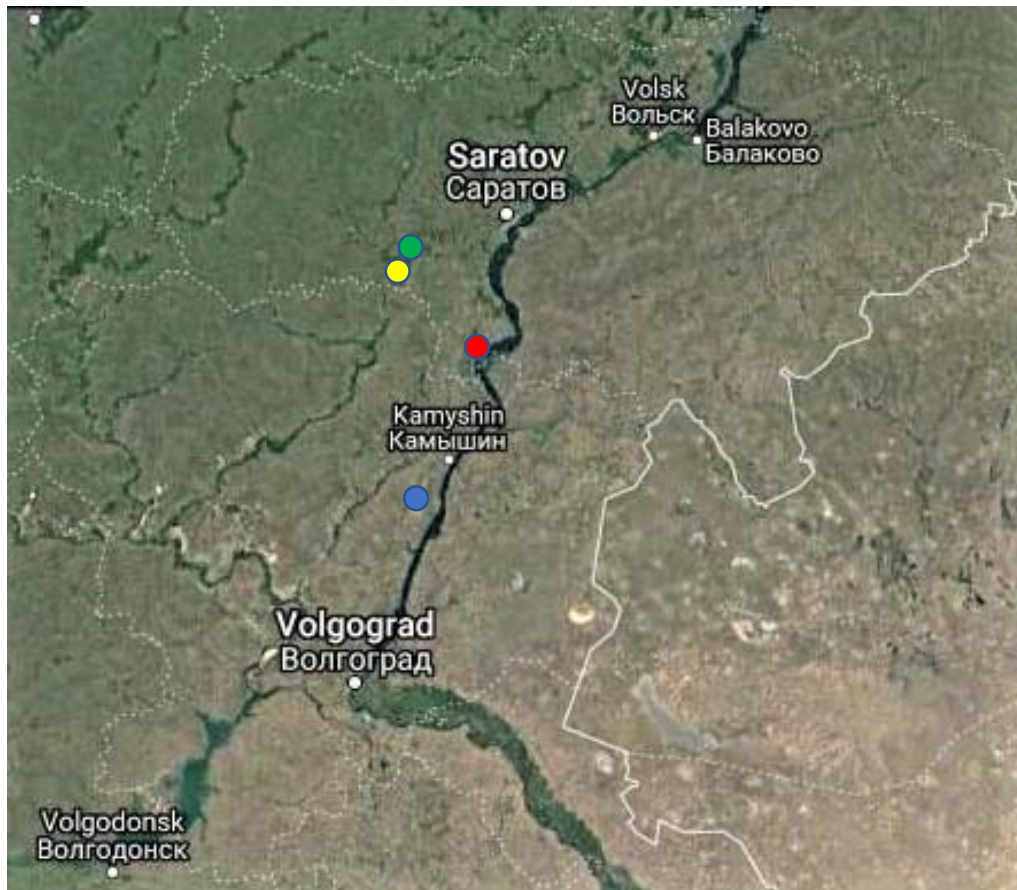 Volsk
Вольск
Balakovo
Балаково
Saratov
Саратов
Kamyshin
Камышин
Volgograd
Волгоград
Volgodonsk
Волгодонск